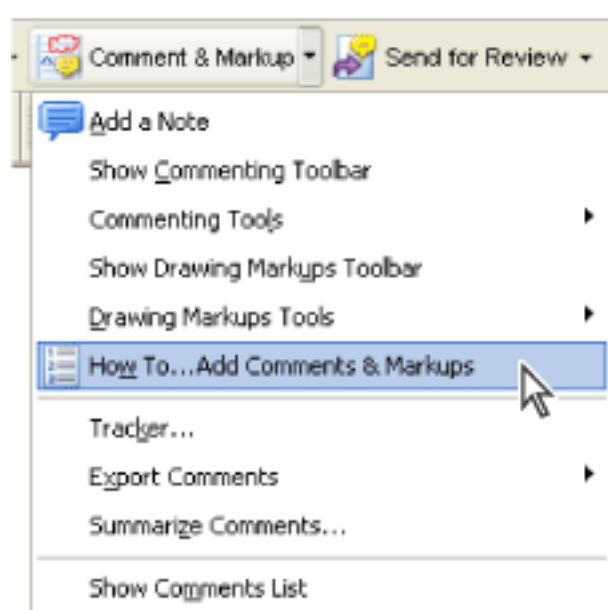 Comment & Markup Send for Review
Add a Note
Show Commenting Toolbar
Commenting Tools
Show Drawing Markups Toolbar
Drawing Markups Tools
How To...Add Comments & Markups
Tracker...
Export Comments
Summarize Comments...
Show Comments List